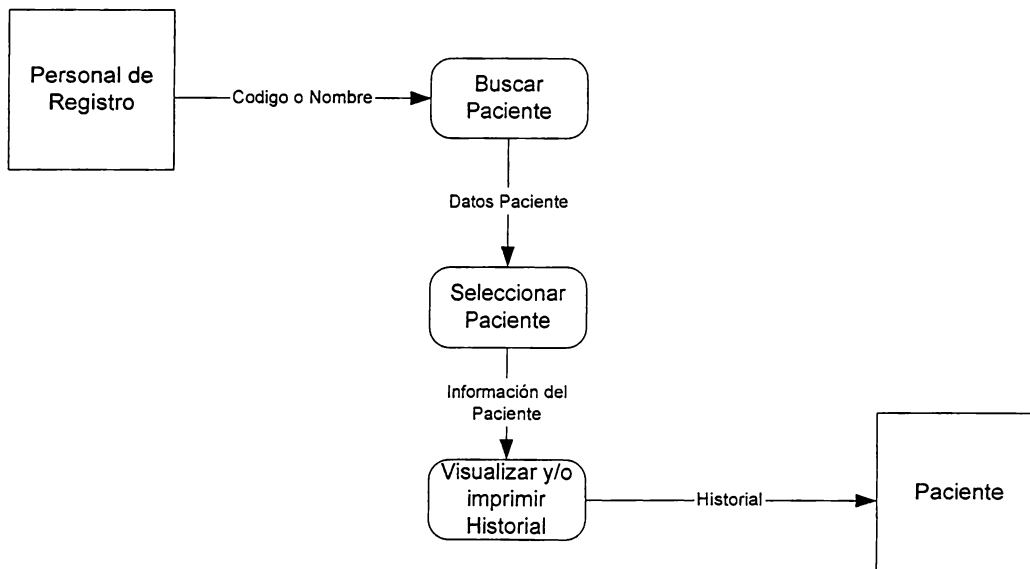 Personal de
Registro
Codigo o Nombre
Buscar
Paciente
Datos Paciente
Seleccionar
Paciente
Información del
Paciente
Visualizar y/o
imprimir
Historial
Historial
Paciente